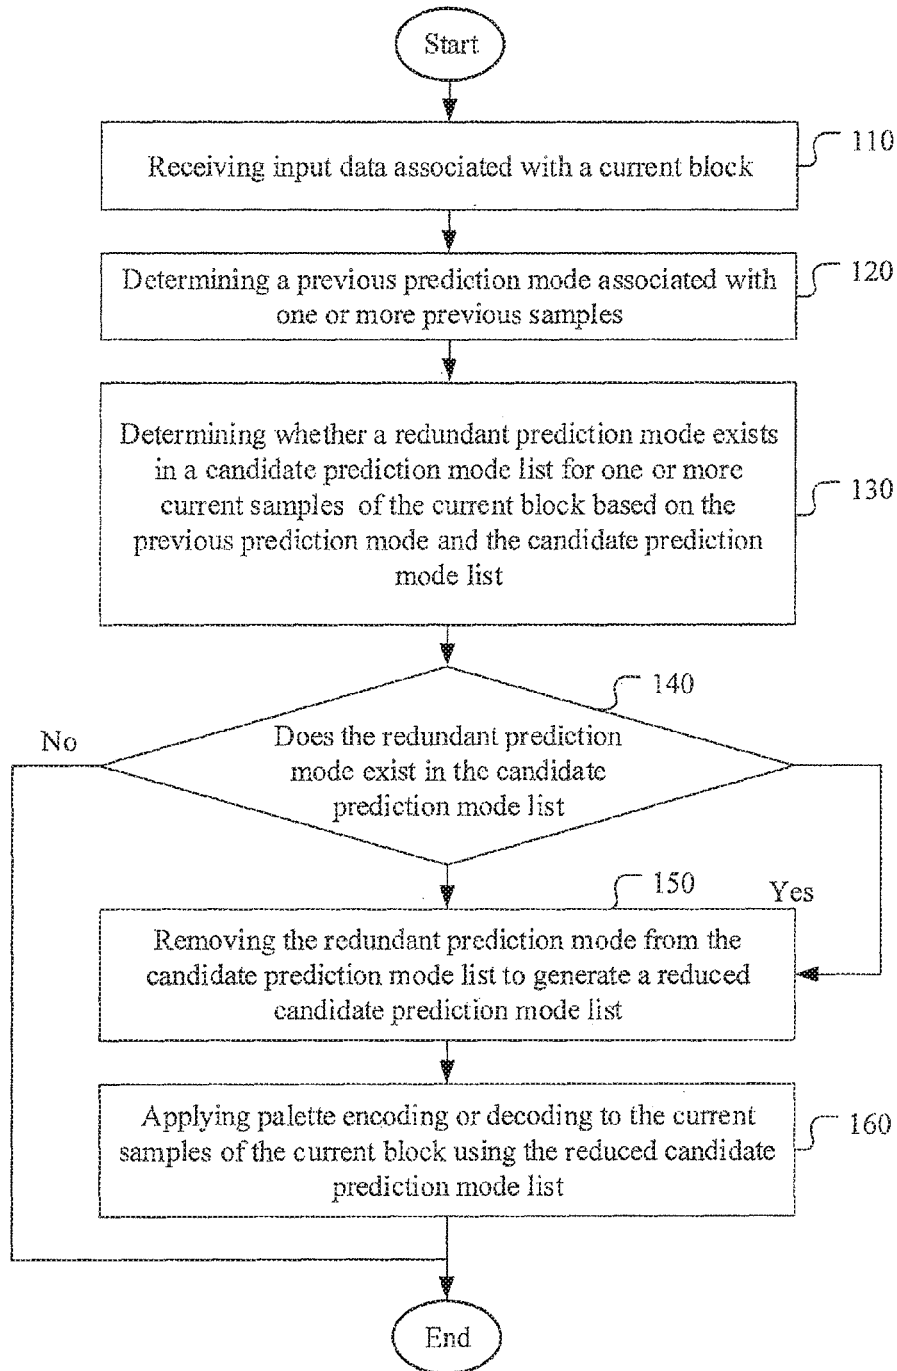 Start
Receiving input data associated with a current block
110
Determining a previous prediction mode associated with
one or more previous samples
120
Determining whether a redundant prediction mode exists
in a candidate prediction mode list for one or more
current samples of the current block based on the
previous prediction mode and the candidate prediction
mode list
130
140
No
Does the redundant prediction
mode exist in the candidate
prediction mode list
150
Yes
Removing the redundant prediction mode from the
candidate prediction mode list to generate a reduced
candidate prediction mode list
Applying palette encoding or decoding to the current
samples of the current block using the reduced candidate
prediction mode list
160
End